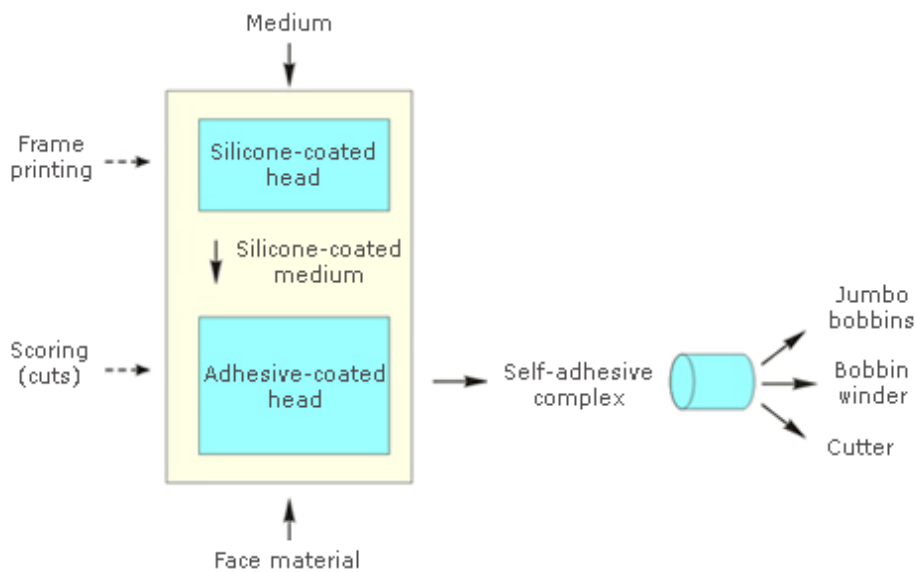 Medium
Frame
printing
Silicone-coated
head
Silicone-coated
medium
Scoring
(cuts)
Adhesive-coated
head
Self-adhesive
complex
Jumbo
bobbins
Bobbin
winder
Cutter
Face material